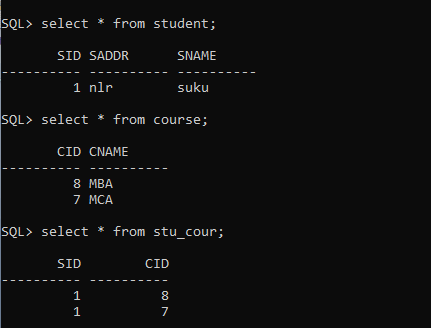 SQL> select * from student;
SID SADDR SNAME
---------- ---------- ----------
1 nlr suku
SQL> select * from course;
CID CNAME
---------- ----------
8 MBA
7 MCA
SQL> select * from stu_cour;
SID CID
---------- ----------
1 8
1 7